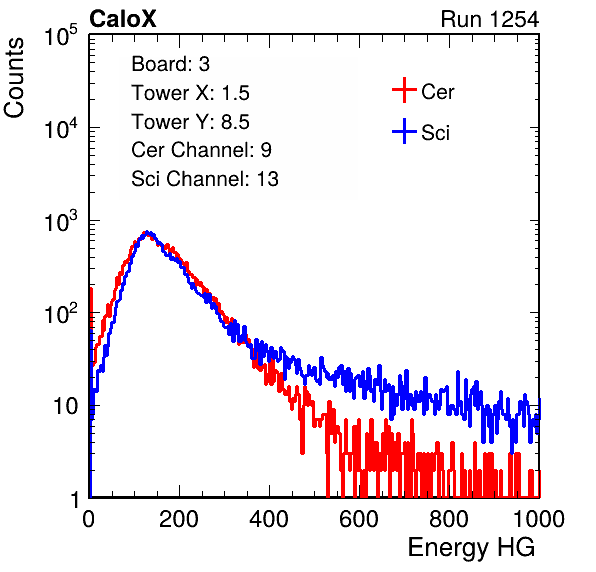 CaloX Run 1254
Counts
10^5
10^4
10^3
10^2
10
1
Board: 3
Tower X: 1.5
Tower Y: 8.5
Cer Channel: 9
Sci Channel: 13
Cer
Sci
0 200 400 600 800 1000
Energy HG